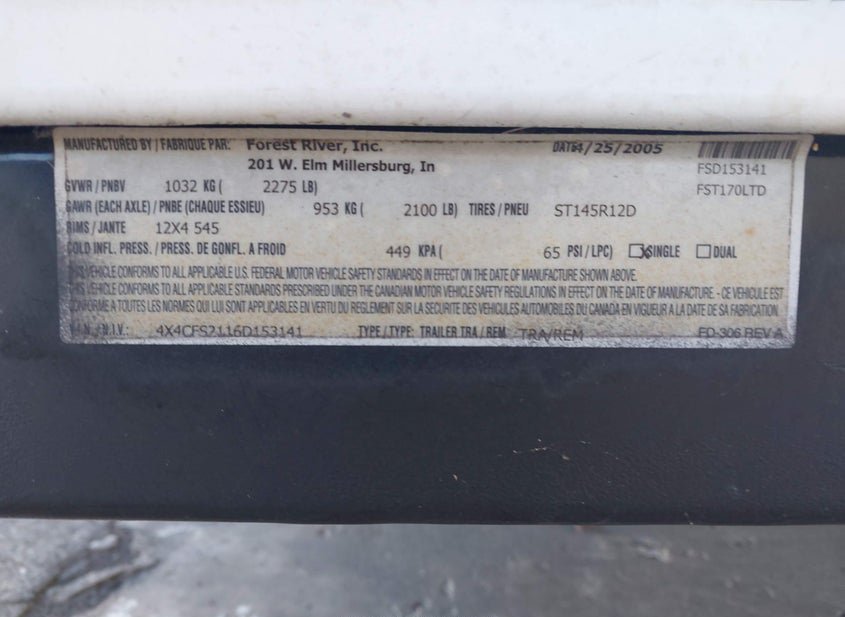 MANUFACTURED BY / FABRIQUE PAR: Forest River, Inc. DATE 4/25/2005
201 W. Elm Millersburg, In FSD153141
GVWR / PNBV 1032 KG ( 2275 LB) FST170LTD
GAWR (EACH AXLE) / PNBE (CHAQUE ESSIEU) 953 KG ( 2100 LB) TIRES / PNEU ST145R12D
RIMS / JANTE 12X4 545
COLD INFL. PRESS. / PRESS. DE GONFL. A FROID 449 KPA ( 65 PSI / LPC) X SINGLE DUAL
THIS VEHICLE CONFORMS TO ALL APPLICABLE U.S. FEDERAL MOTOR VEHICLE SAFETY STANDARDS IN EFFECT ON THE DATE OF MANUFACTURE SHOWN ABOVE.
THIS VEHICLE CONFORMS TO ALL APPLICABLE STANDARDS PRESCRIBED UNDER THE CANADIAN MOTOR VEHICLE SAFETY REGULATIONS IN EFFECT ON THE DATE OF MANUFACTURE. - CE VEHICULE EST
CONFORME A TOUTES LES NORMES QUI LUI SONT APPLICABLES EN VERTU DU REGLEMENT SUR LA SECURITE DES VEHICULES AUTOMOBILES DU CANADA EN VIGUEUR A LA DATE DE SA FABRICATION.
V.I.N. / N.I.V.: 4X4CFS2116D153141 TYPE / TYPE: TRAILER TRA / REM TRA/REM FD-306 REV A